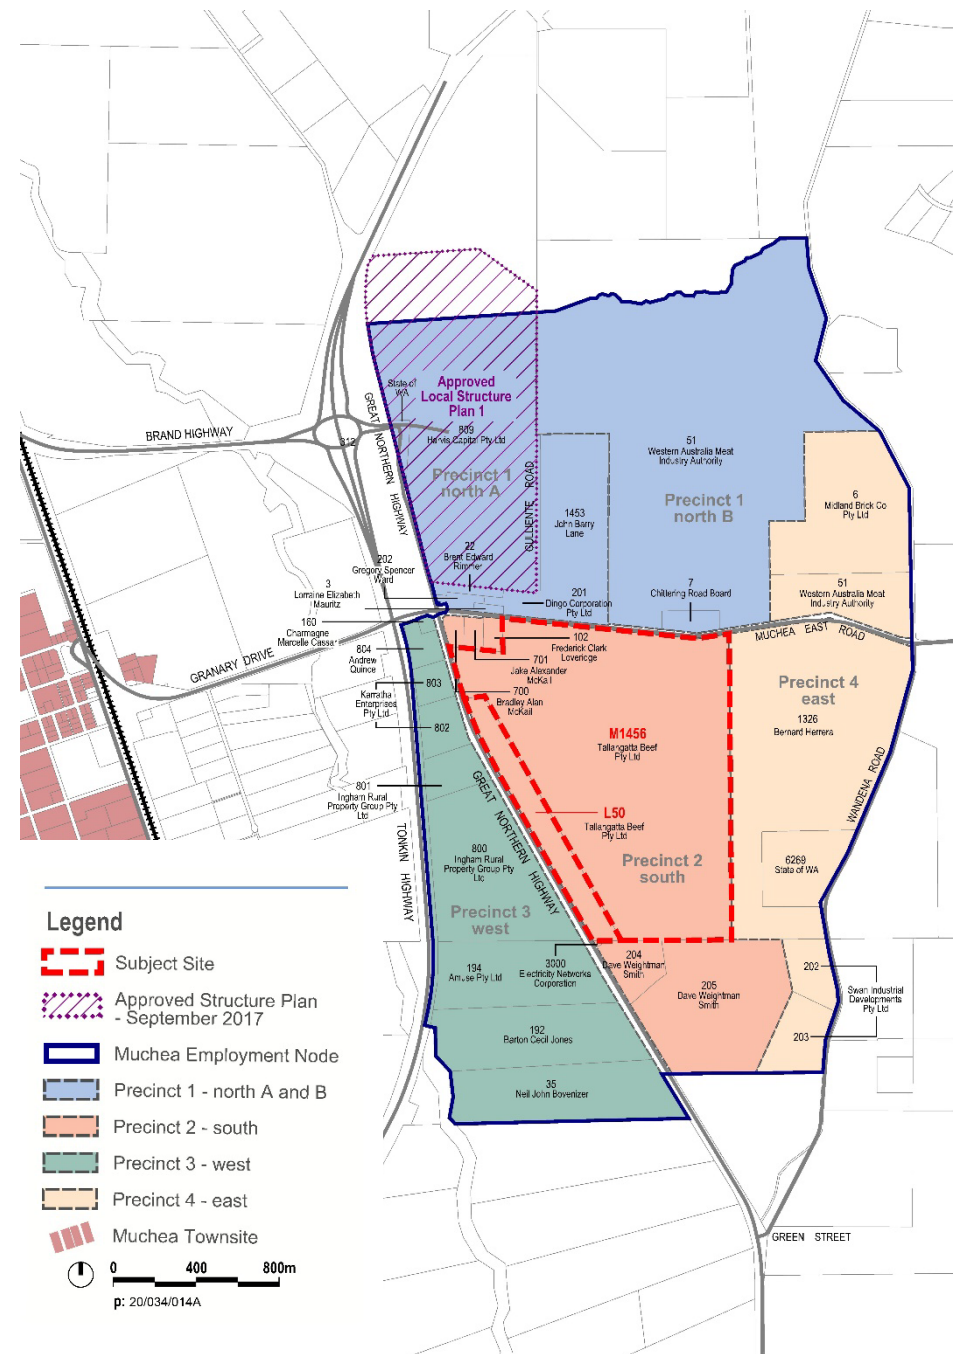 Approved
Local Structure
Plan 1
State of
WA
809
Harvis Capital Pty Ltd
BRAND HIGHWAY
312
GREAT NORTHERN HIGHWAY
Precinct 1
north A
GULLIENTE ROAD
51
Western Australia Meat
Industry Authority
Precinct 1
north B
1453
John Barry
Lane
6
Midland Brick Co
Pty Ltd
22
Brent Edward
Rimmer
202
Gregory Spencer
Ward
3
Lorraine Elizabeth
Mauritz
201
Dingo Corporation
Pty Ltd
7
Chittering Road Board
51
Western Australia Meat
Industry Authority
160
Charmagne
Marcelle Cassar
MUCHEA EAST ROAD
GRANARY DRIVE
102
Frederick Clark
Loveridge
804
Andrew
Quince
701
Jake Alexander
McKail
803
Karratha
Enterprises
Pty Ltd
802
700
Bradley Alan
McKail
Precinct 4
east
1326
Bernard Herrera
M1456
Tallangatta Beef
Pty Ltd
WANDENA ROAD
801
Ingham Rural
Property Group Pty
Ltd
TONKIN HIGHWAY
GREAT NORTHERN HIGHWAY
L50
Tallangatta Beef
Pty Ltd
800
Ingham Rural
Property Group Pty
Ltd
Precinct 2
south
6269
State of WA
Precinct 3
west
194
Amuse Pty Ltd
3000
Electricity Networks
Corporation
204
Dave Weightman
Smith
205
Dave Weightman
Smith
202
Swan Industrial
Developments
Pty Ltd
203
192
Barton Cecil Jones
35
Neil John Bovenizer
GREEN STREET
Legend
Subject Site
Approved Structure Plan
- September 2017
Muchea Employment Node
Precinct 1 - north A and B
Precinct 2 - south
Precinct 3 - west
Precinct 4 - east
Muchea Townsite
0 400 800m
p: 20/034/014A